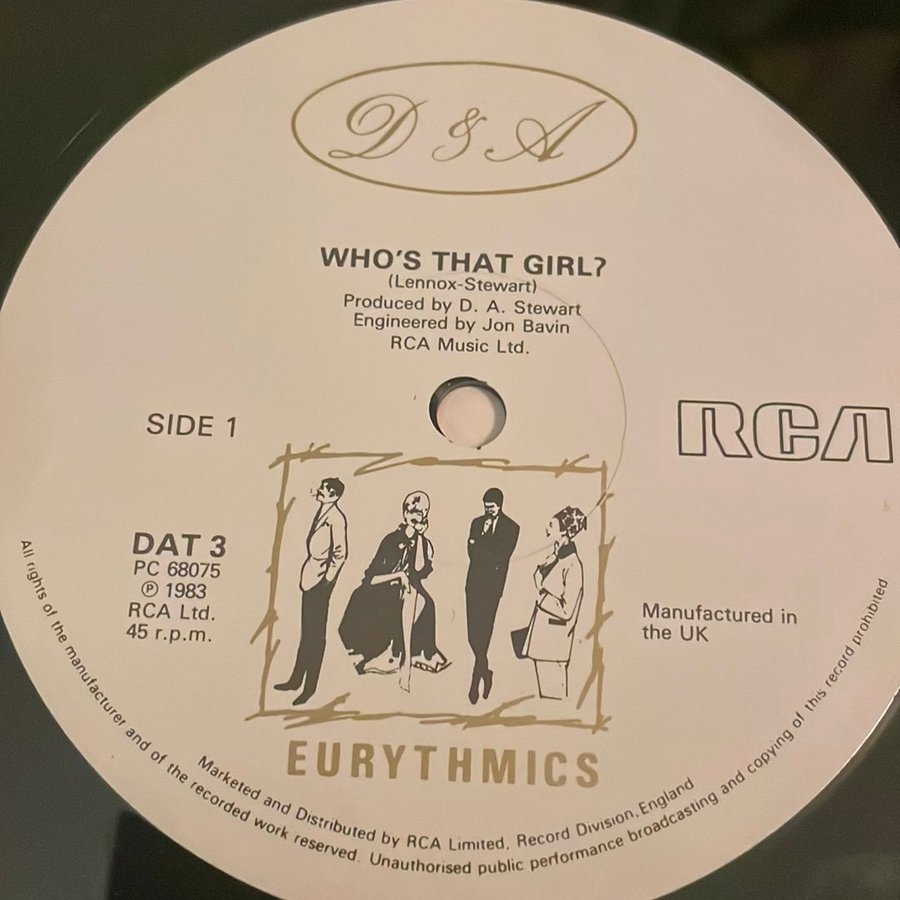 D & A
WHO'S THAT GIRL?
(Lennox-Stewart)
Produced by D. A. Stewart
Engineered by Jon Bavin
RCA Music Ltd.
SIDE 1
RCA
DAT 3
PC 68075
℗ 1983
RCA Ltd.
45 r.p.m.
Manufactured in
the UK
EURYTHMICS
Marketed and Distributed by RCA Limited, Record Division, England
All rights of the manufacturer and of the recorded work reserved. Unauthorised public performance broadcasting and copying of this record prohibited